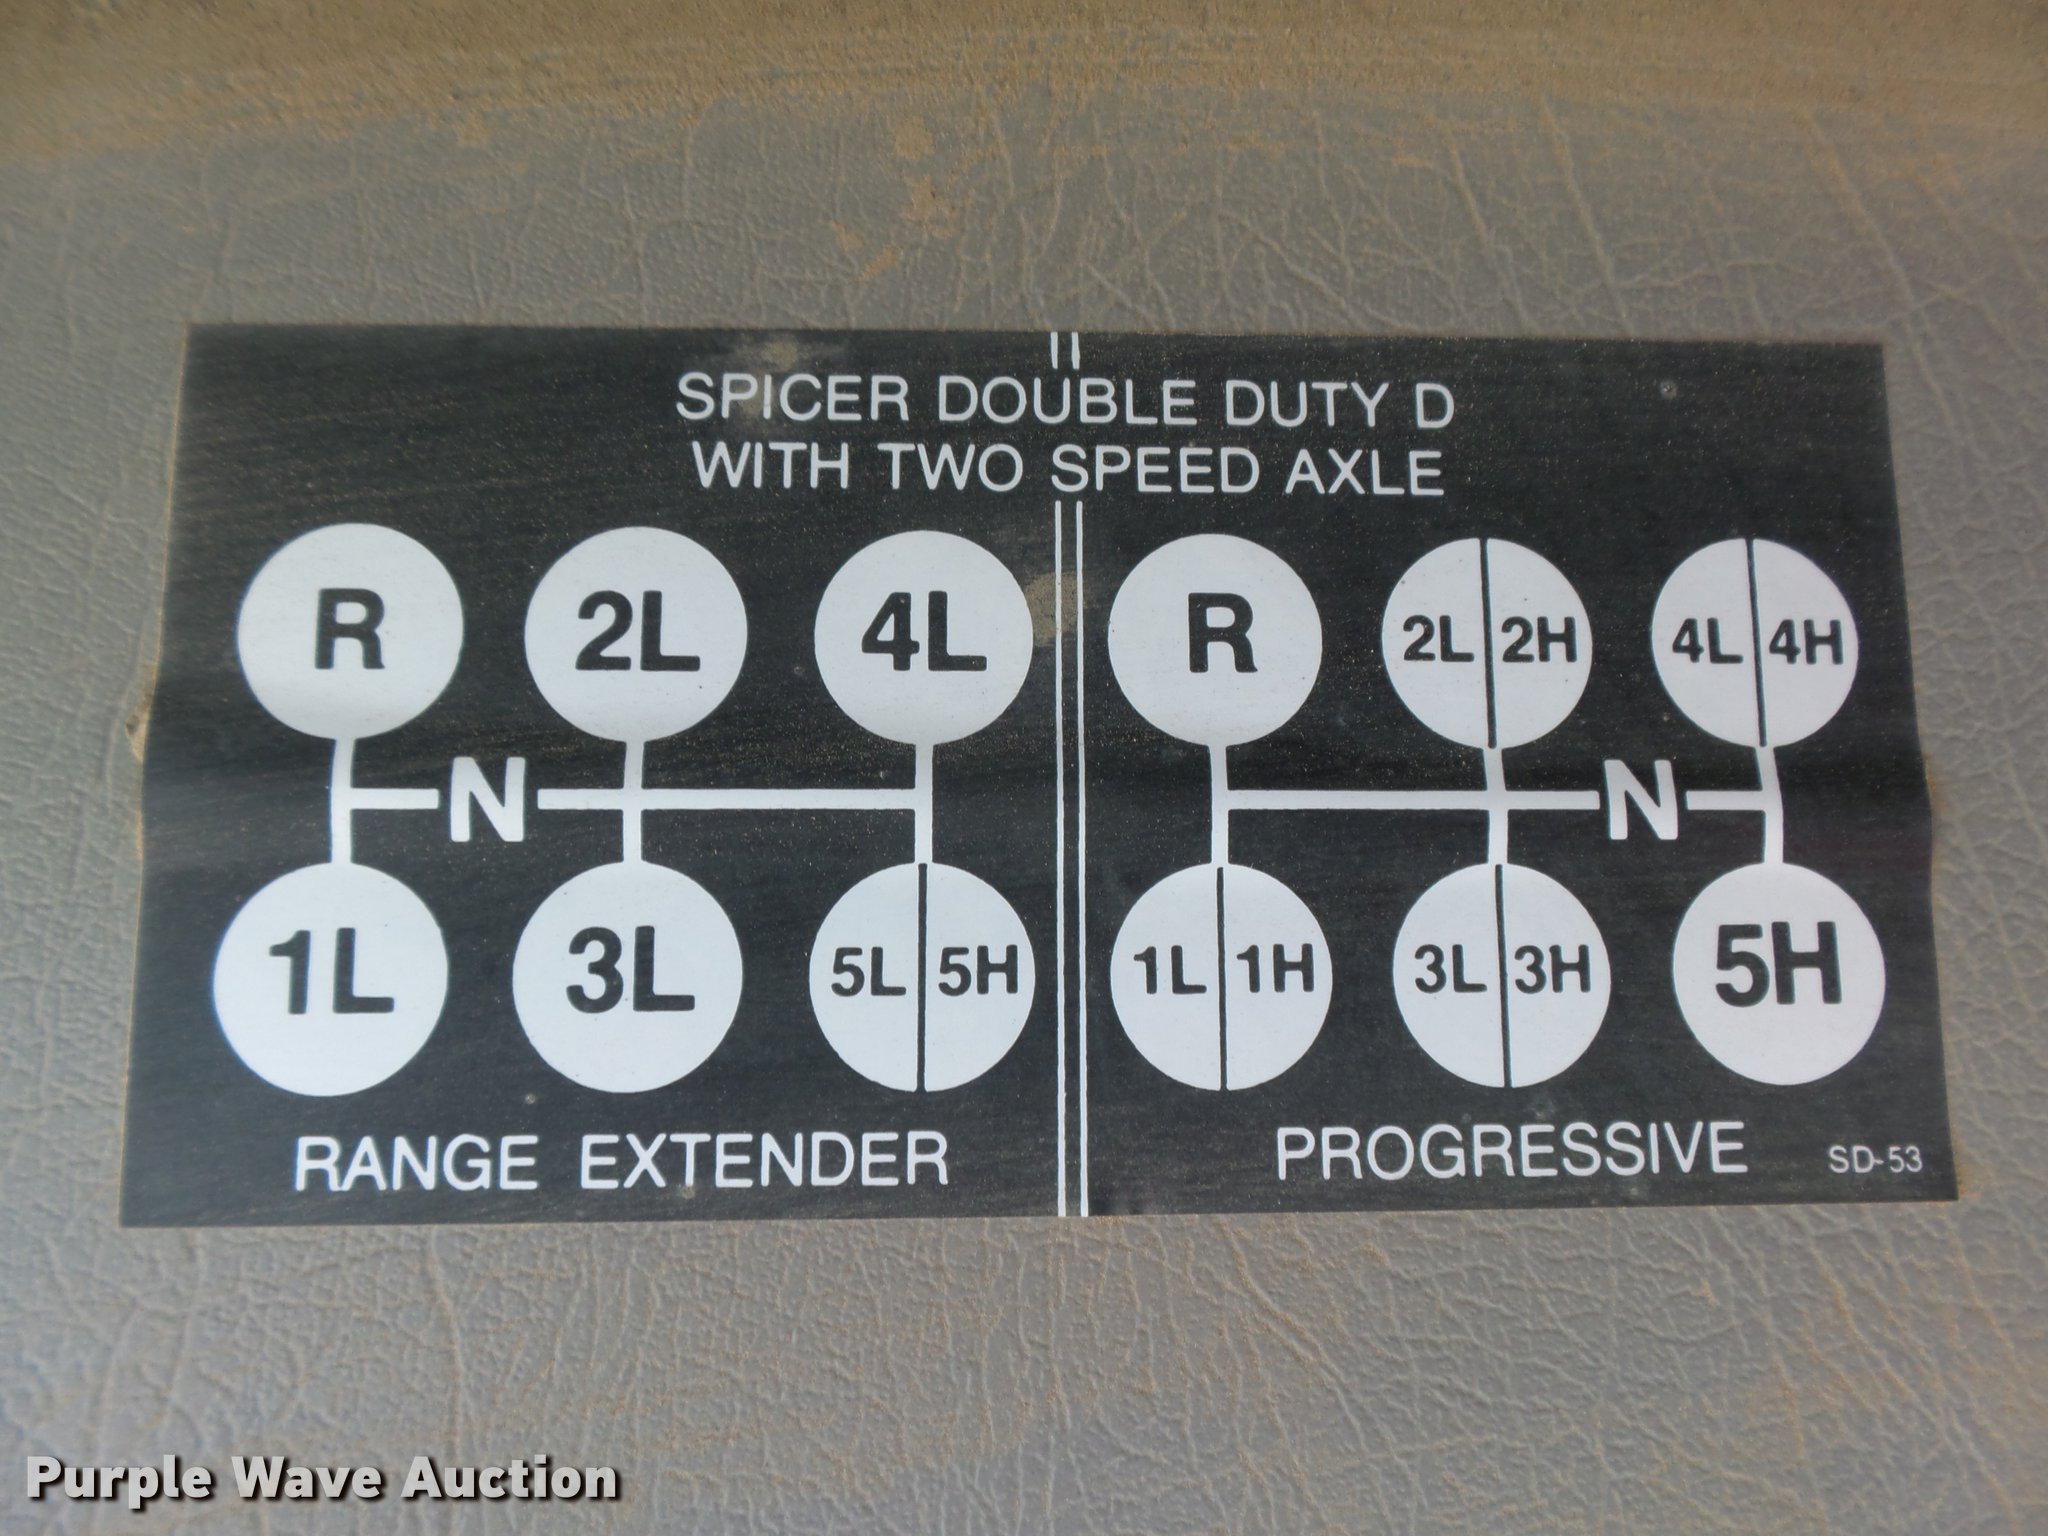 SPICER DOUBLE DUTY D
WITH TWO SPEED AXLE
R 2L 4L
N
1L 3L 5L 5H
RANGE EXTENDER
R 2L 2H 4L 4H
N
1L 1H 3L 3H 5H
PROGRESSIVE
SD-53
Purple Wave Auction